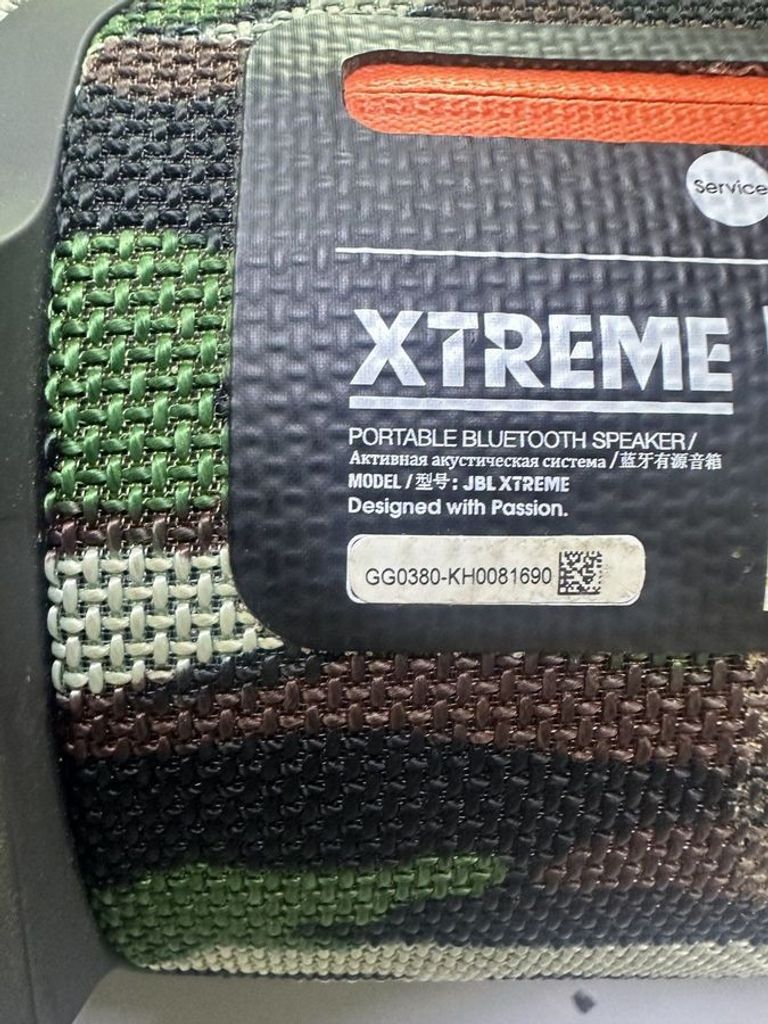 Service
XTREME
PORTABLE BLUETOOTH SPEAKER /
Активная акустическая система / 蓝牙有源音箱
MODEL / 型号: JBL XTREME
Designed with Passion.
GG0380-KH0081690